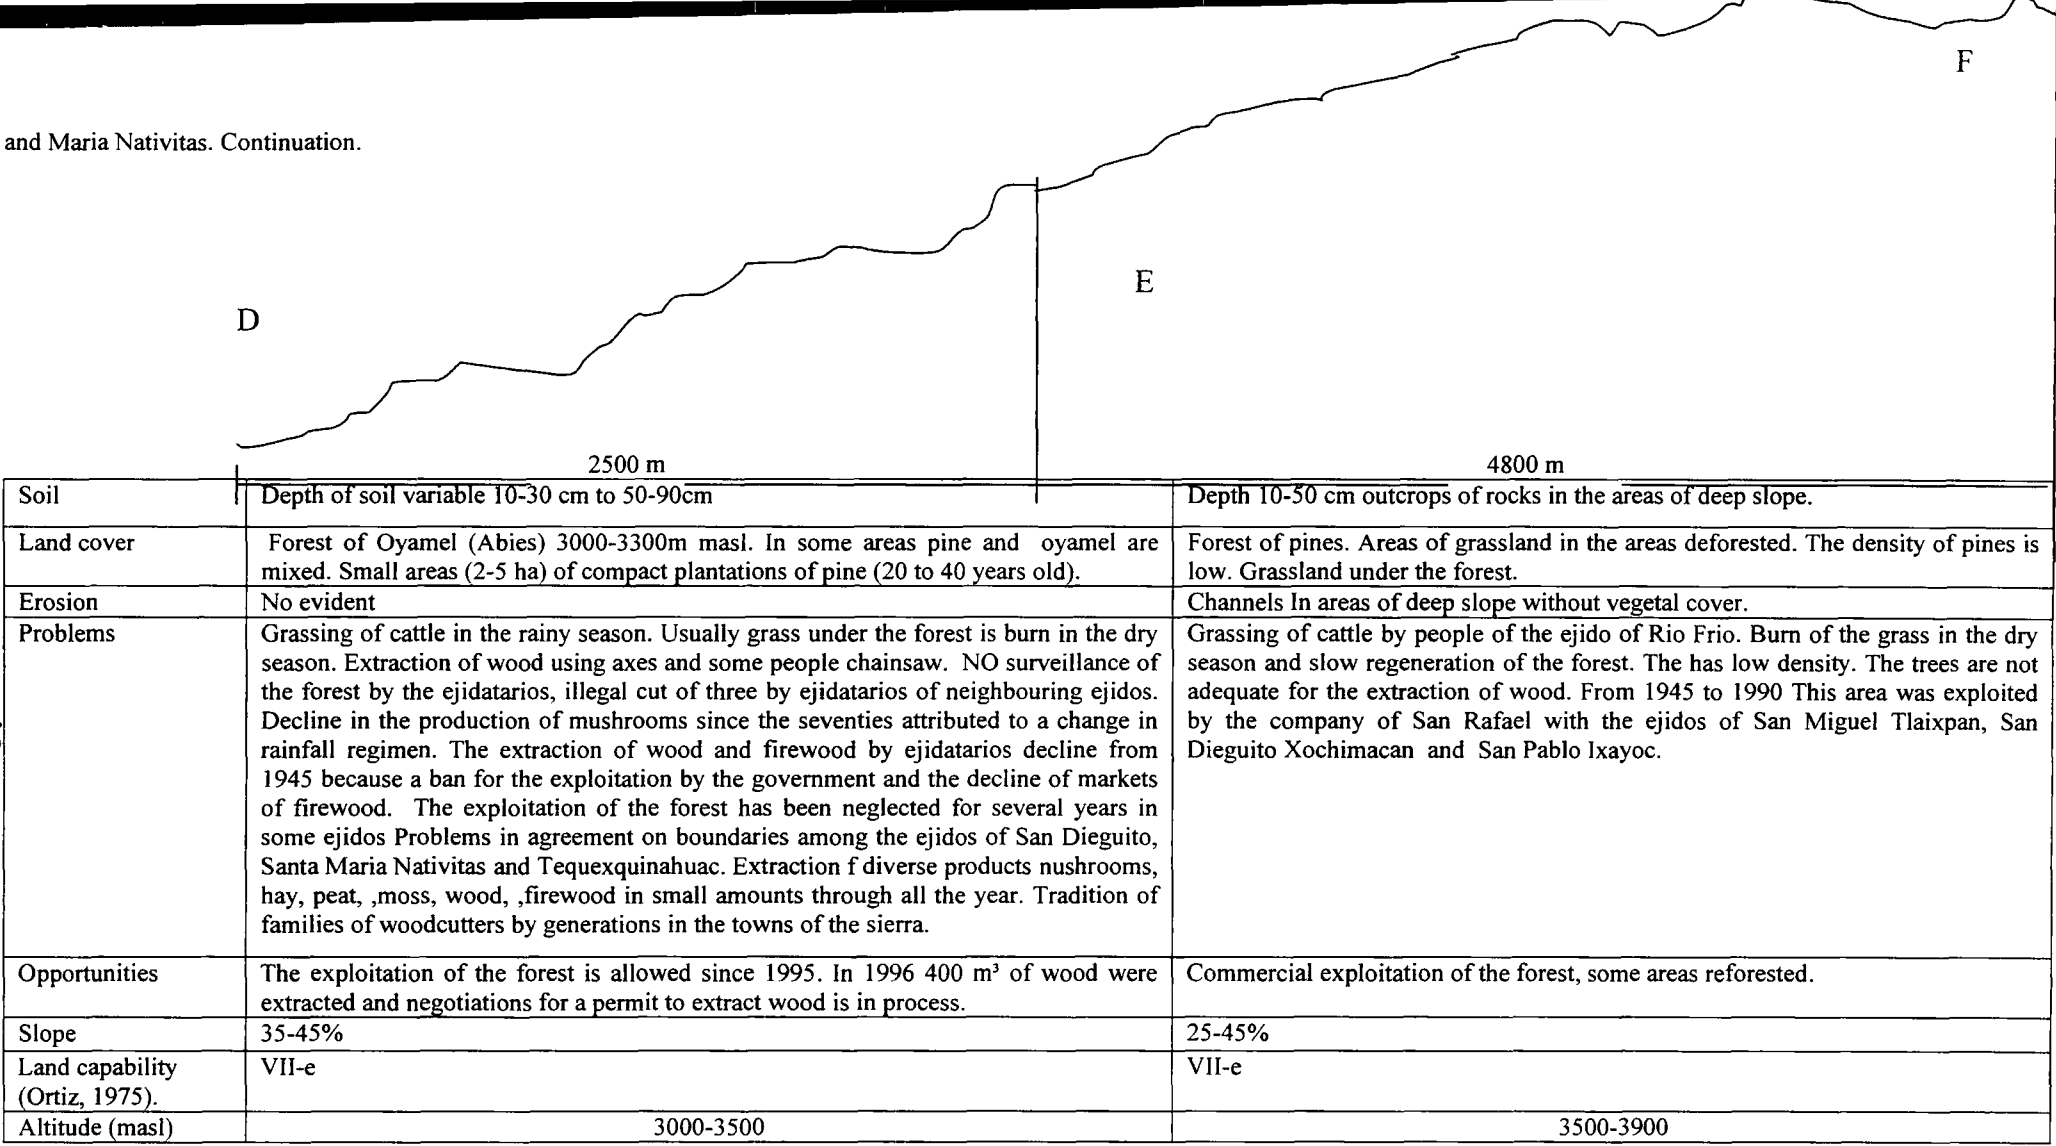 F
and Maria Nativitas. Continuation.
E
D
2500 m
4800 m
Soil
Depth of soil variable 10-30 cm to 50-90cm
Depth 10-50 cm outcrops of rocks in the areas of deep slope.
Land cover
Forest of Oyamel (Abies) 3000-3300m masl. In some areas pine and oyamel are
mixed. Small areas (2-5 ha) of compact plantations of pine (20 to 40 years old).
Forest of pines. Areas of grassland in the areas deforested. The density of pines is
low. Grassland under the forest.
Erosion
No evident
Channels In areas of deep slope without vegetal cover.
Problems
Grassing of cattle in the rainy season. Usually grass under the forest is burn in the dry
season. Extraction of wood using axes and some people chainsaw. NO surveillance of
the forest by the ejidatarios, illegal cut of three by ejidatarios of neighbouring ejidos.
Decline in the production of mushrooms since the seventies attributed to a change in
rainfall regimen. The extraction of wood and firewood by ejidatarios decline from
1945 because a ban for the exploitation by the government and the decline of markets
of firewood. The exploitation of the forest has been neglected for several years in
some ejidos Problems in agreement on boundaries among the ejidos of San Dieguito,
Santa Maria Nativitas and Tequexquinahuac. Extraction f diverse products nushrooms,
hay, peat, ,moss, wood, ,firewood in small amounts through all the year. Tradition of
families of woodcutters by generations in the towns of the sierra.
Grassing of cattle by people of the ejido of Rio Frio. Burn of the grass in the dry
season and slow regeneration of the forest. The has low density. The trees are not
adequate for the extraction of wood. From 1945 to 1990 This area was exploited
by the company of San Rafael with the ejidos of San Miguel Tlaixpan, San
Dieguito Xochimacan and San Pablo Ixayoc.
Opportunities
The exploitation of the forest is allowed since 1995. In 1996 400 m³ of wood were
extracted and negotiations for a permit to extract wood is in process.
Commercial exploitation of the forest, some areas reforested.
Slope
35-45%
25-45%
Land capability
(Ortiz, 1975).
VII-e
VII-e
Altitude (masl)
3000-3500
3500-3900